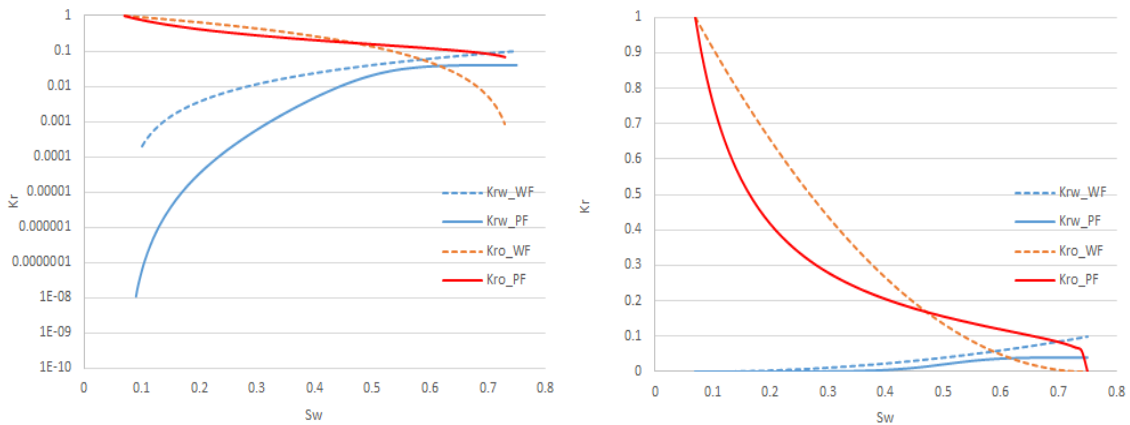 1
0.1
0.01
0.001
0.0001
0.00001
0.000001
0.0000001
1E-08
1E-09
1E-10
Kr
0 0.1 0.2 0.3 0.4 0.5 0.6 0.7 0.8
Sw
Krw_WF
Krw_PF
Kro_WF
Kro_PF
1
0.9
0.8
0.7
0.6
0.5
0.4
0.3
0.2
0.1
0
Kr
0 0.1 0.2 0.3 0.4 0.5 0.6 0.7 0.8
Sw
Krw_WF
Krw_PF
Kro_WF
Kro_PF